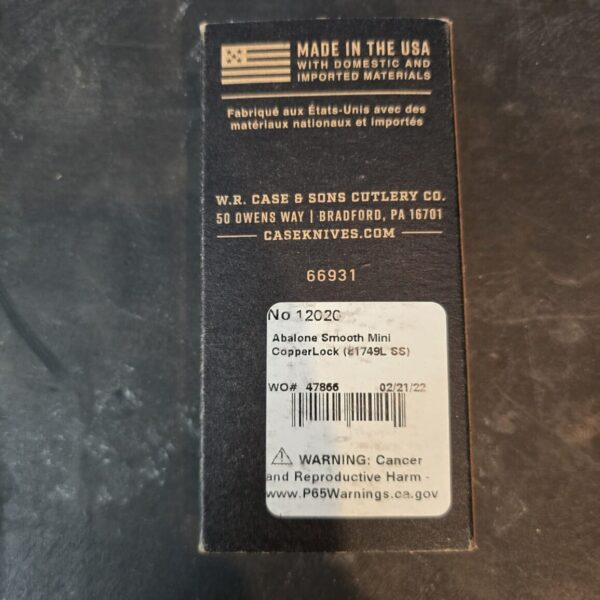 MADE IN THE USA
WITH DOMESTIC AND
IMPORTED MATERIALS
Fabriqué aux États-Unis avec des
matériaux nationaux et importés
W.R. CASE & SONS CUTLERY CO.
50 OWENS WAY | BRADFORD, PA 16701
CASEKNIVES.COM
66931
No 12020
Abalone Smooth Mini
CopperLock (81749L SS)
WO# 47866 02/21/22
WARNING: Cancer
and Reproductive Harm -
www.P65Warnings.ca.gov